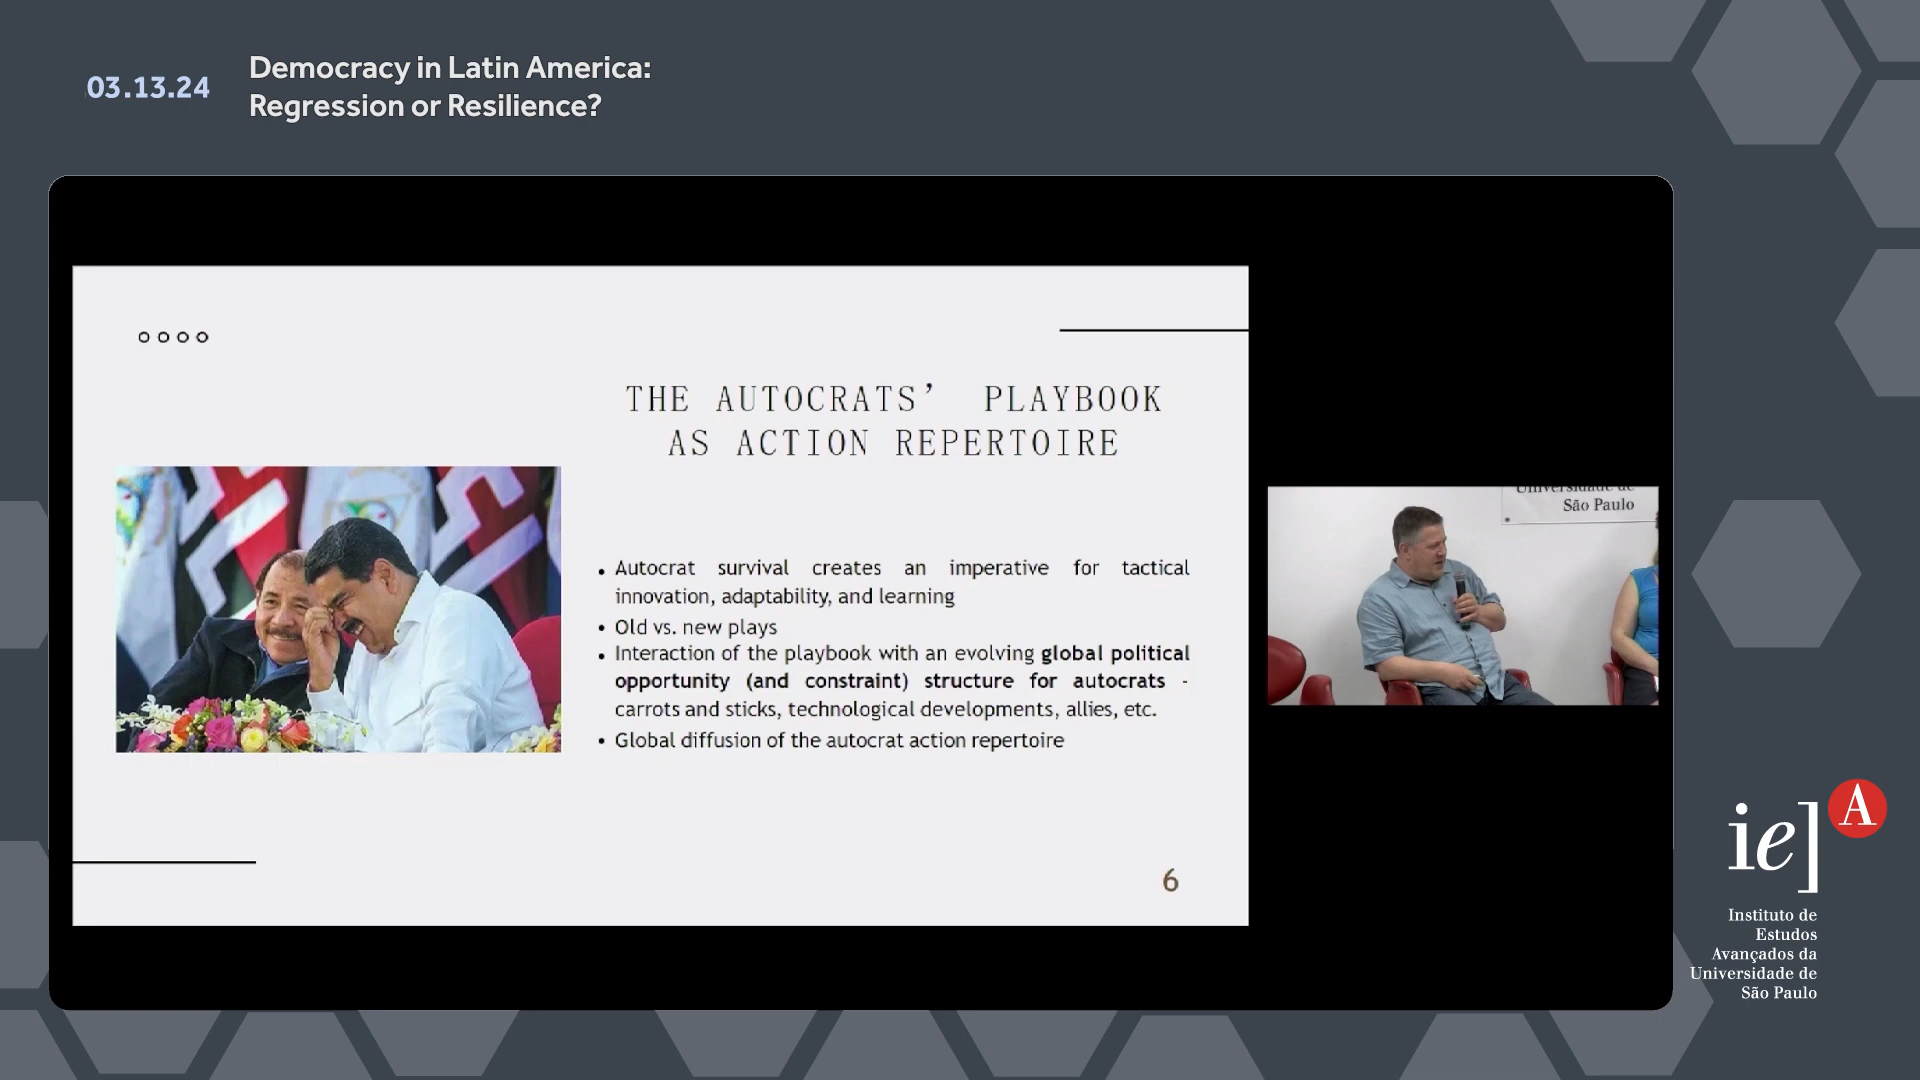 03.13.24
Democracy in Latin America:
Regression or Resilience?
THE AUTOCRATS’ PLAYBOOK
AS ACTION REPERTOIRE
• Autocrat survival creates an imperative for tactical
innovation, adaptability, and learning
• Old vs. new plays
• Interaction of the playbook with an evolving global political
opportunity (and constraint) structure for autocrats -
carrots and sticks, technological developments, allies, etc.
• Global diffusion of the autocrat action repertoire
6
Universidade de
São Paulo
ie] A
Instituto de
Estudos
Avançados da
Universidade de
São Paulo